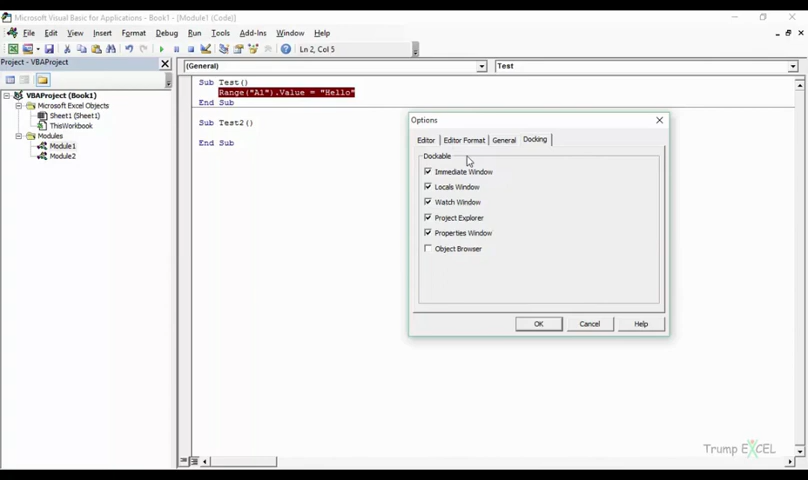 Microsoft Visual Basic for Applications - Book1 - [Module1 (Code)]
File Edit View Insert Format Debug Run Tools Add-Ins Window Help
Ln 2, Col 5
Project - VBAProject
(General)
Test
VBAProject (Book1)
Microsoft Excel Objects
Sheet1 (Sheet1)
ThisWorkbook
Modules
Module1
Module2
Sub Test()
Range("A1").Value = "Hello"
End Sub
Sub Test2()
End Sub
Options
Editor Editor Format General Docking
Dockable
Immediate Window
Locals Window
Watch Window
Project Explorer
Properties Window
Object Browser
OK Cancel Help
Trump EXCEL